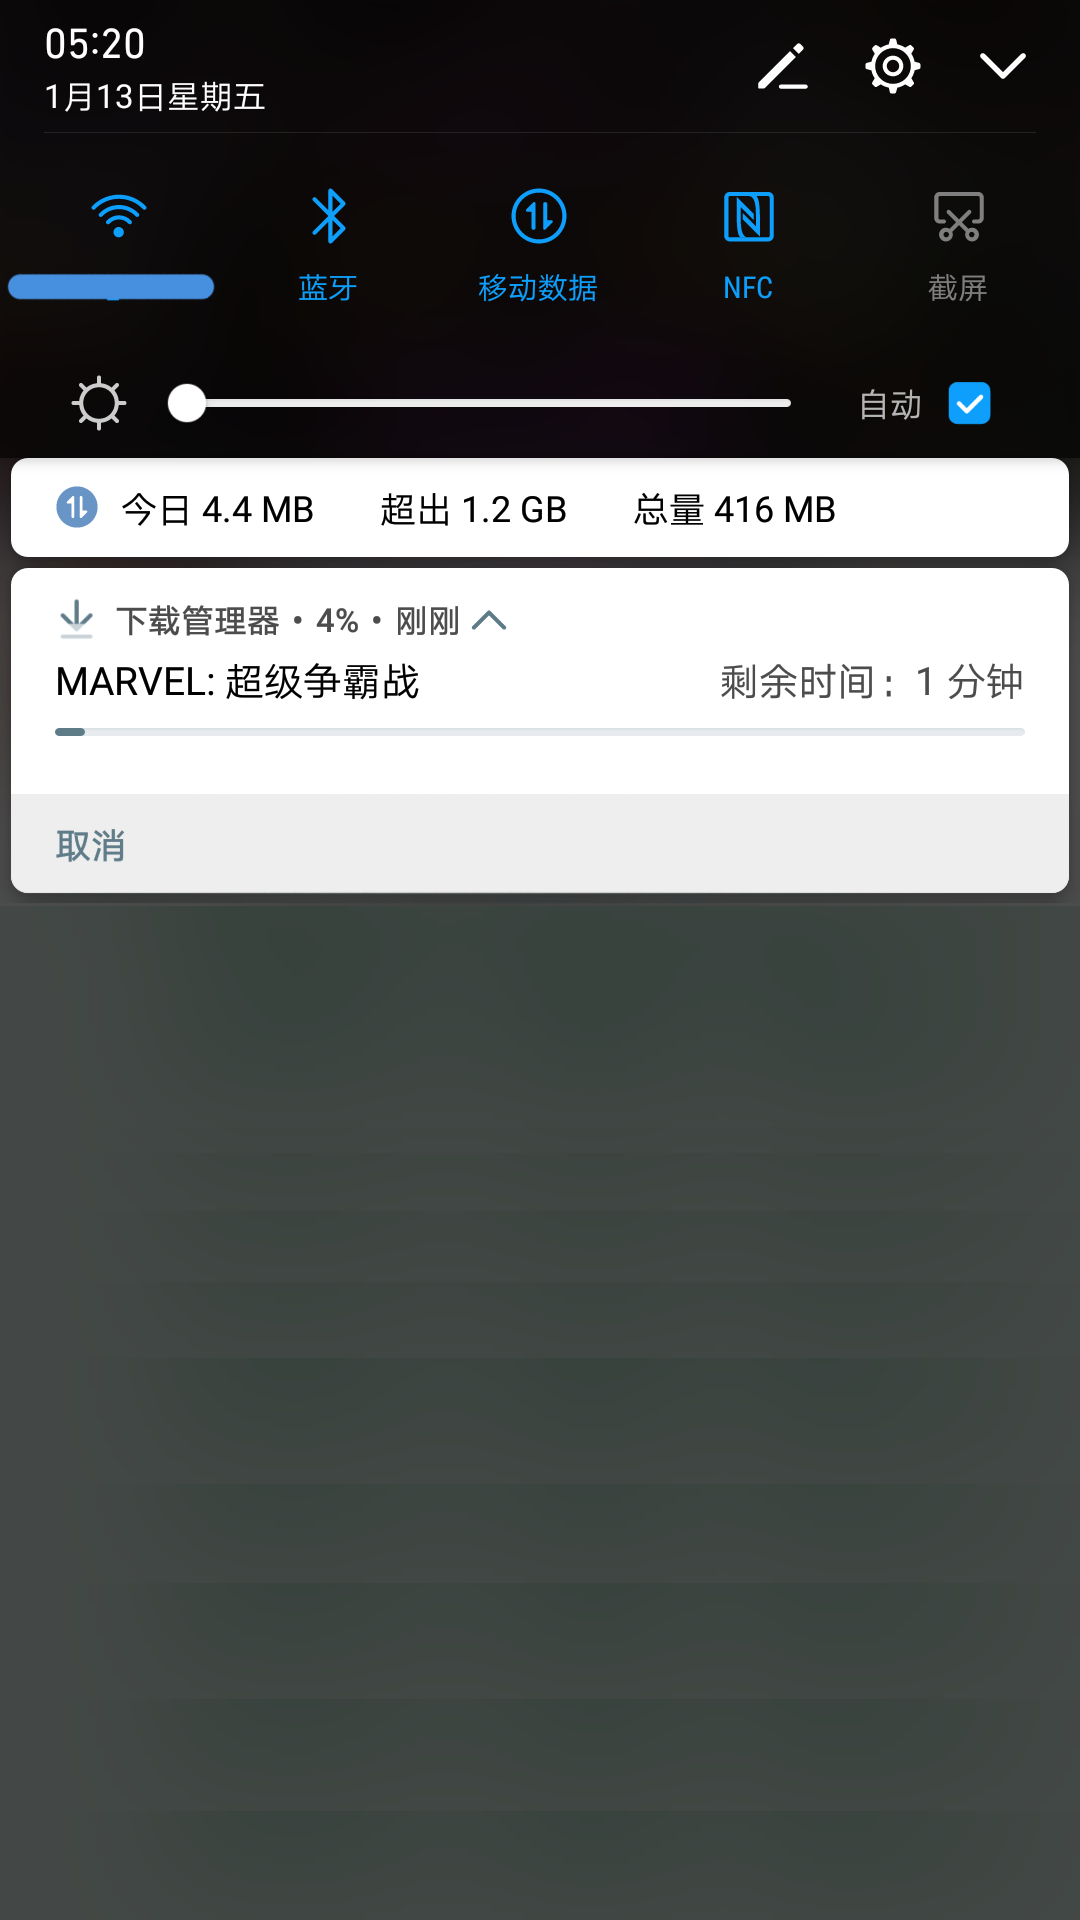 05:20
1月13日星期五
蓝牙 移动数据 NFC 截屏
自动
今日 4.4 MB 超出 1.2 GB 总量 416 MB
下载管理器 • 4% • 刚刚
MARVEL: 超级争霸战 剩余时间：1 分钟
取消